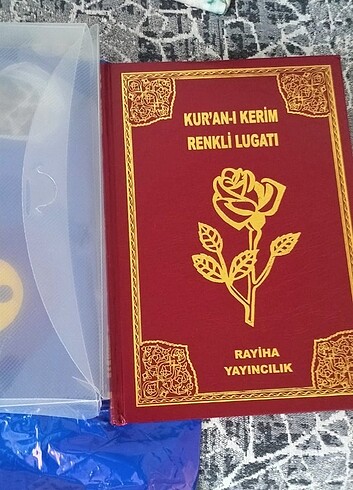 KUR'AN-I KERİM
RENKLİ LUGATI
RAYİHA
YAYINCILIK